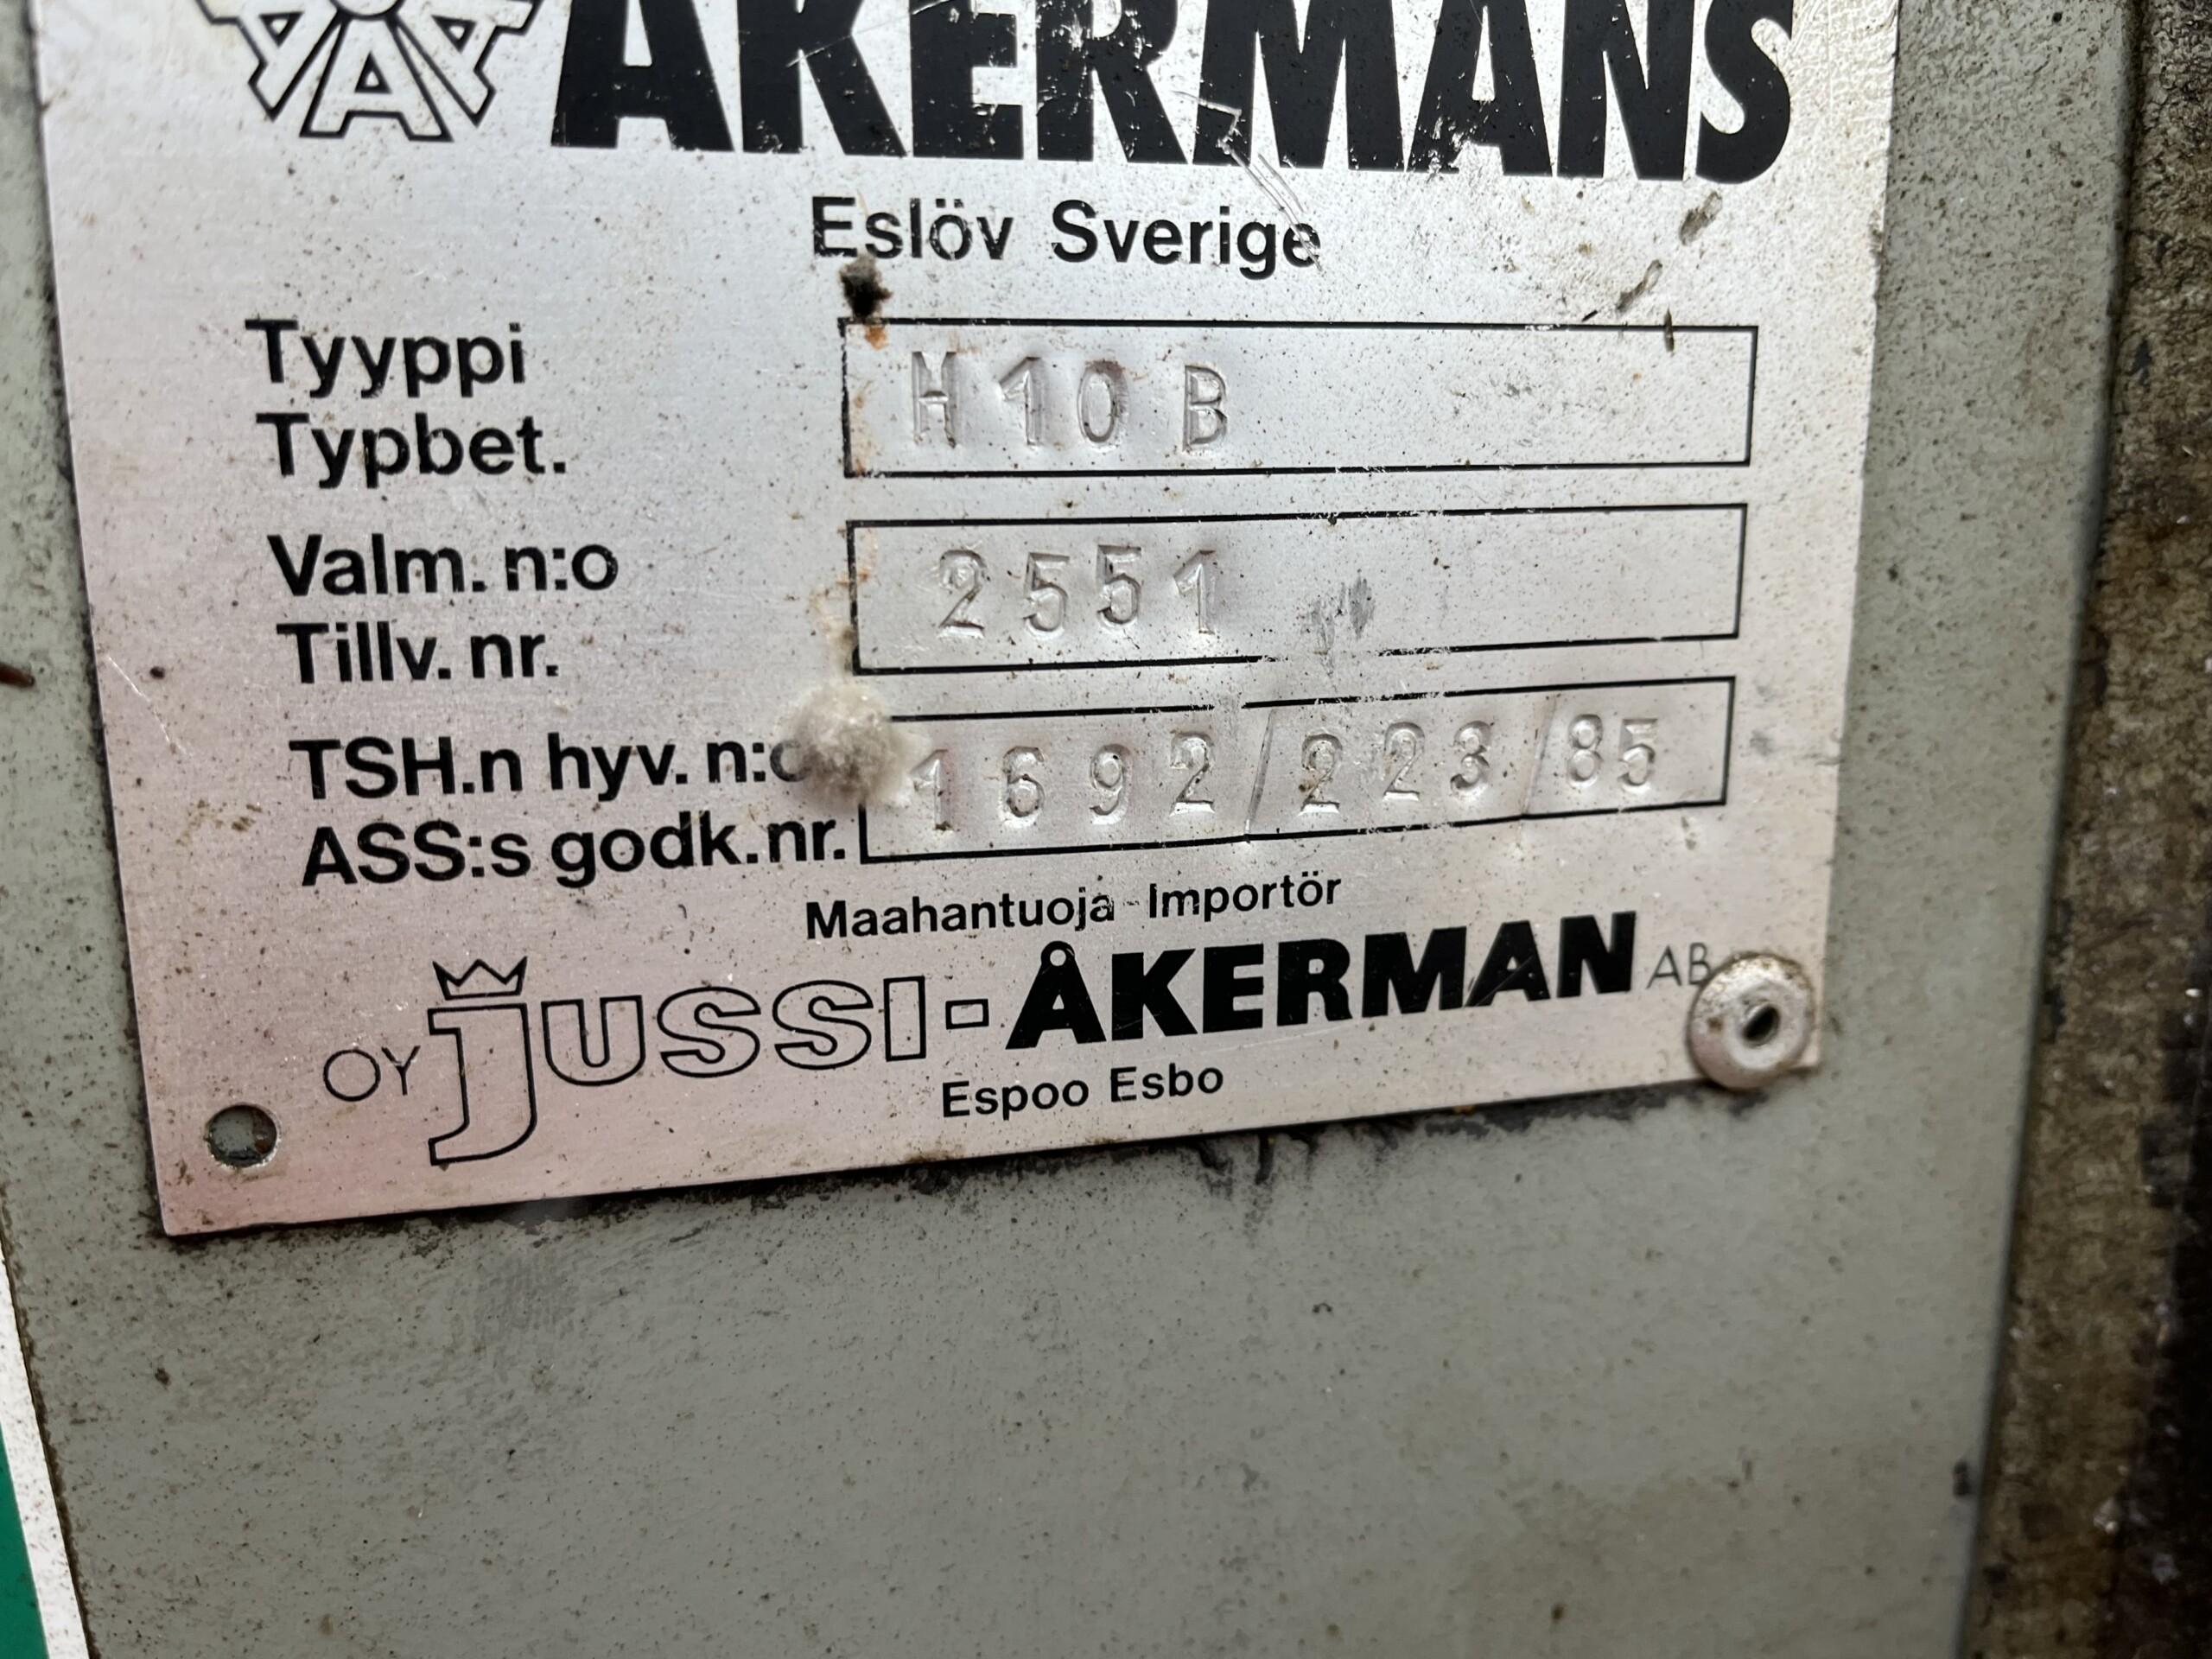 ÅKERMANS
Eslöv Sverige
Tyyppi
Typbet.
H10 B
Valm. n:o
Tillv. nr.
2551
TSH.n hyv. n:o
ASS:s godk.nr.
1692/223/85
Maahantuoja - Importör
OY JUSSI-ÅKERMAN AB
Espoo Esbo